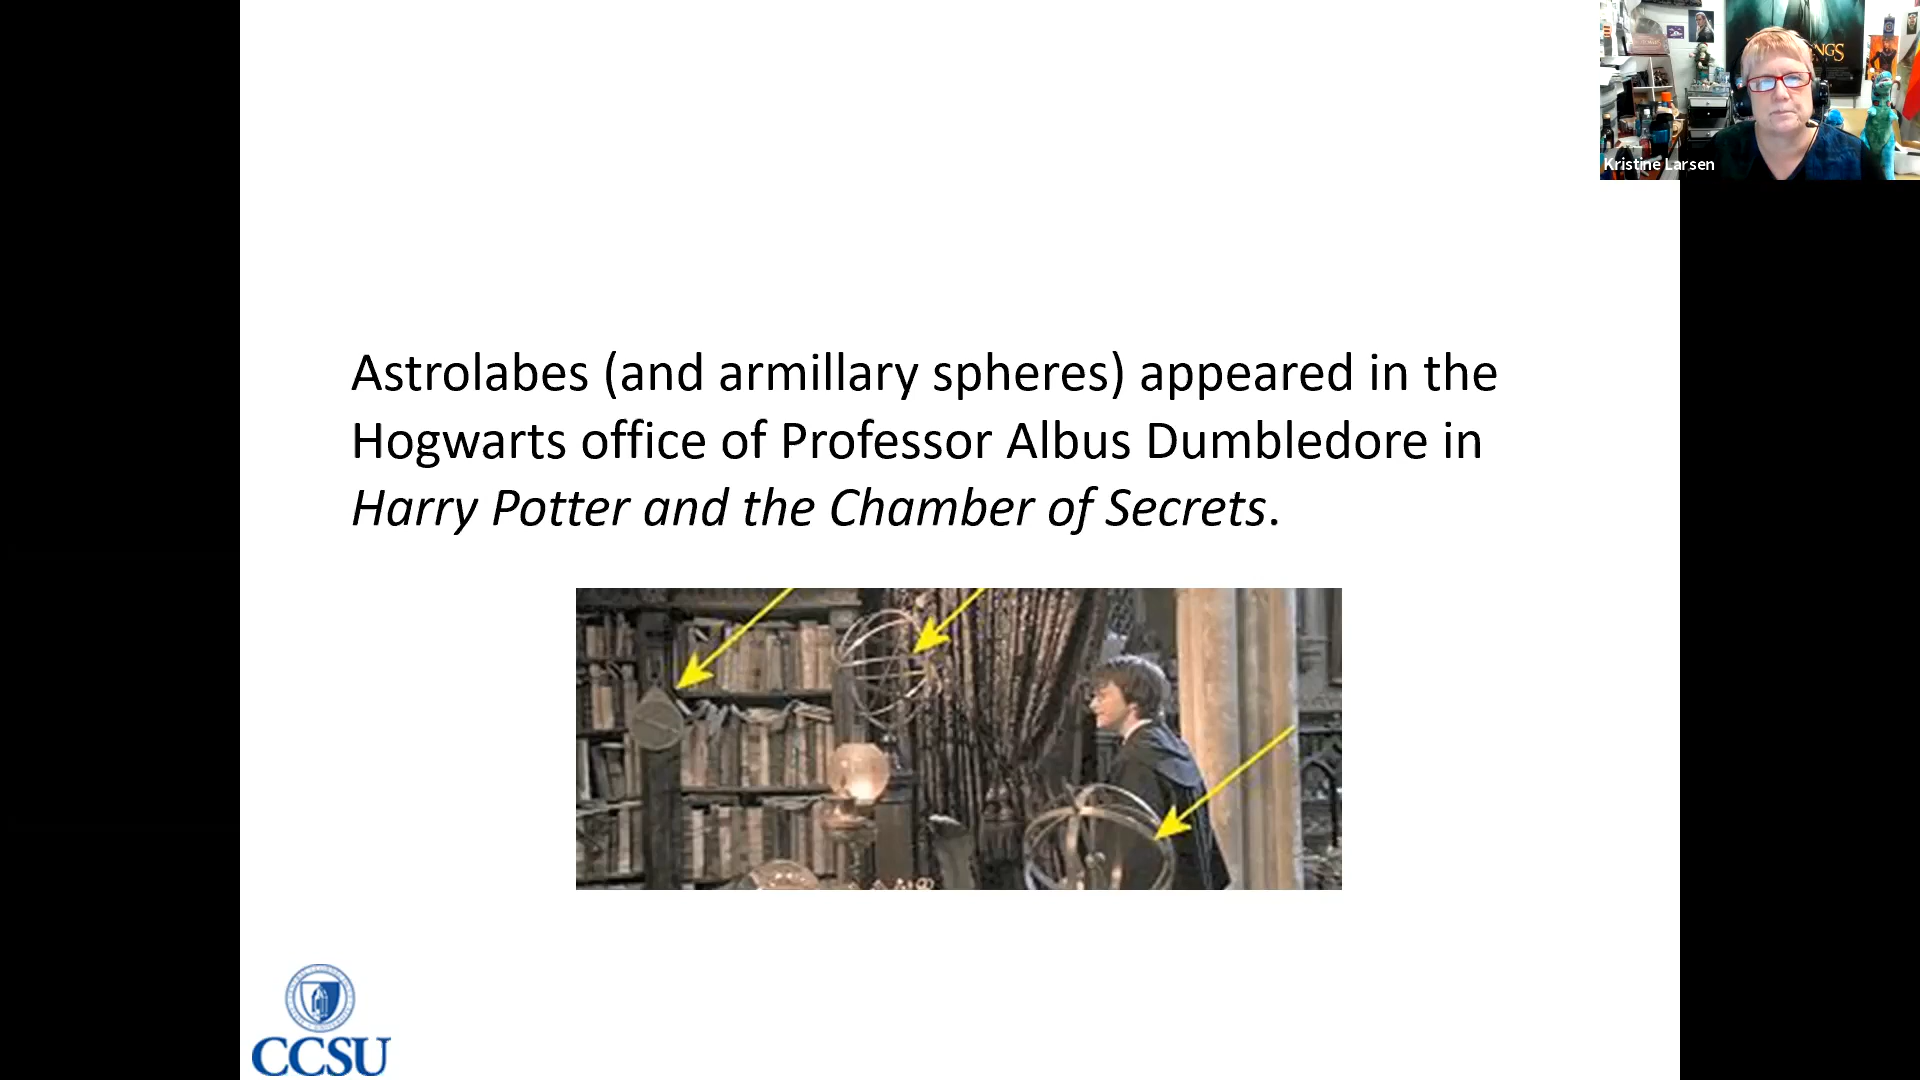 NGS
Kristine Larsen
Astrolabes (and armillary spheres) appeared in the
Hogwarts office of Professor Albus Dumbledore in
Harry Potter and the Chamber of Secrets.
CCSU